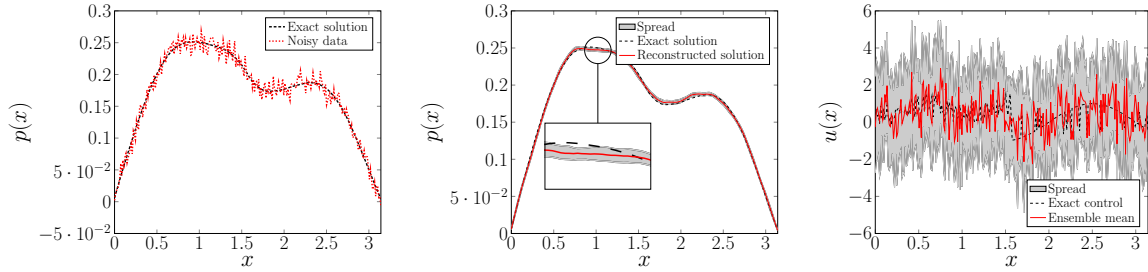 0.3
0.25
0.2
0.15
0.1
5 · 10⁻²
0
−5 · 10⁻²
p(x)
0
0.5
1
1.5
2
2.5
3
x
Exact solution
Noisy data
0.3
0.25
0.2
0.15
0.1
5 · 10⁻²
p(x)
0
0.5
1
1.5
2
2.5
3
x
Spread
Exact solution
Reconstructed solution
6
4
2
0
−2
−4
−6
u(x)
0
0.5
1
1.5
2
2.5
3
x
Spread
Exact control
Ensemble mean